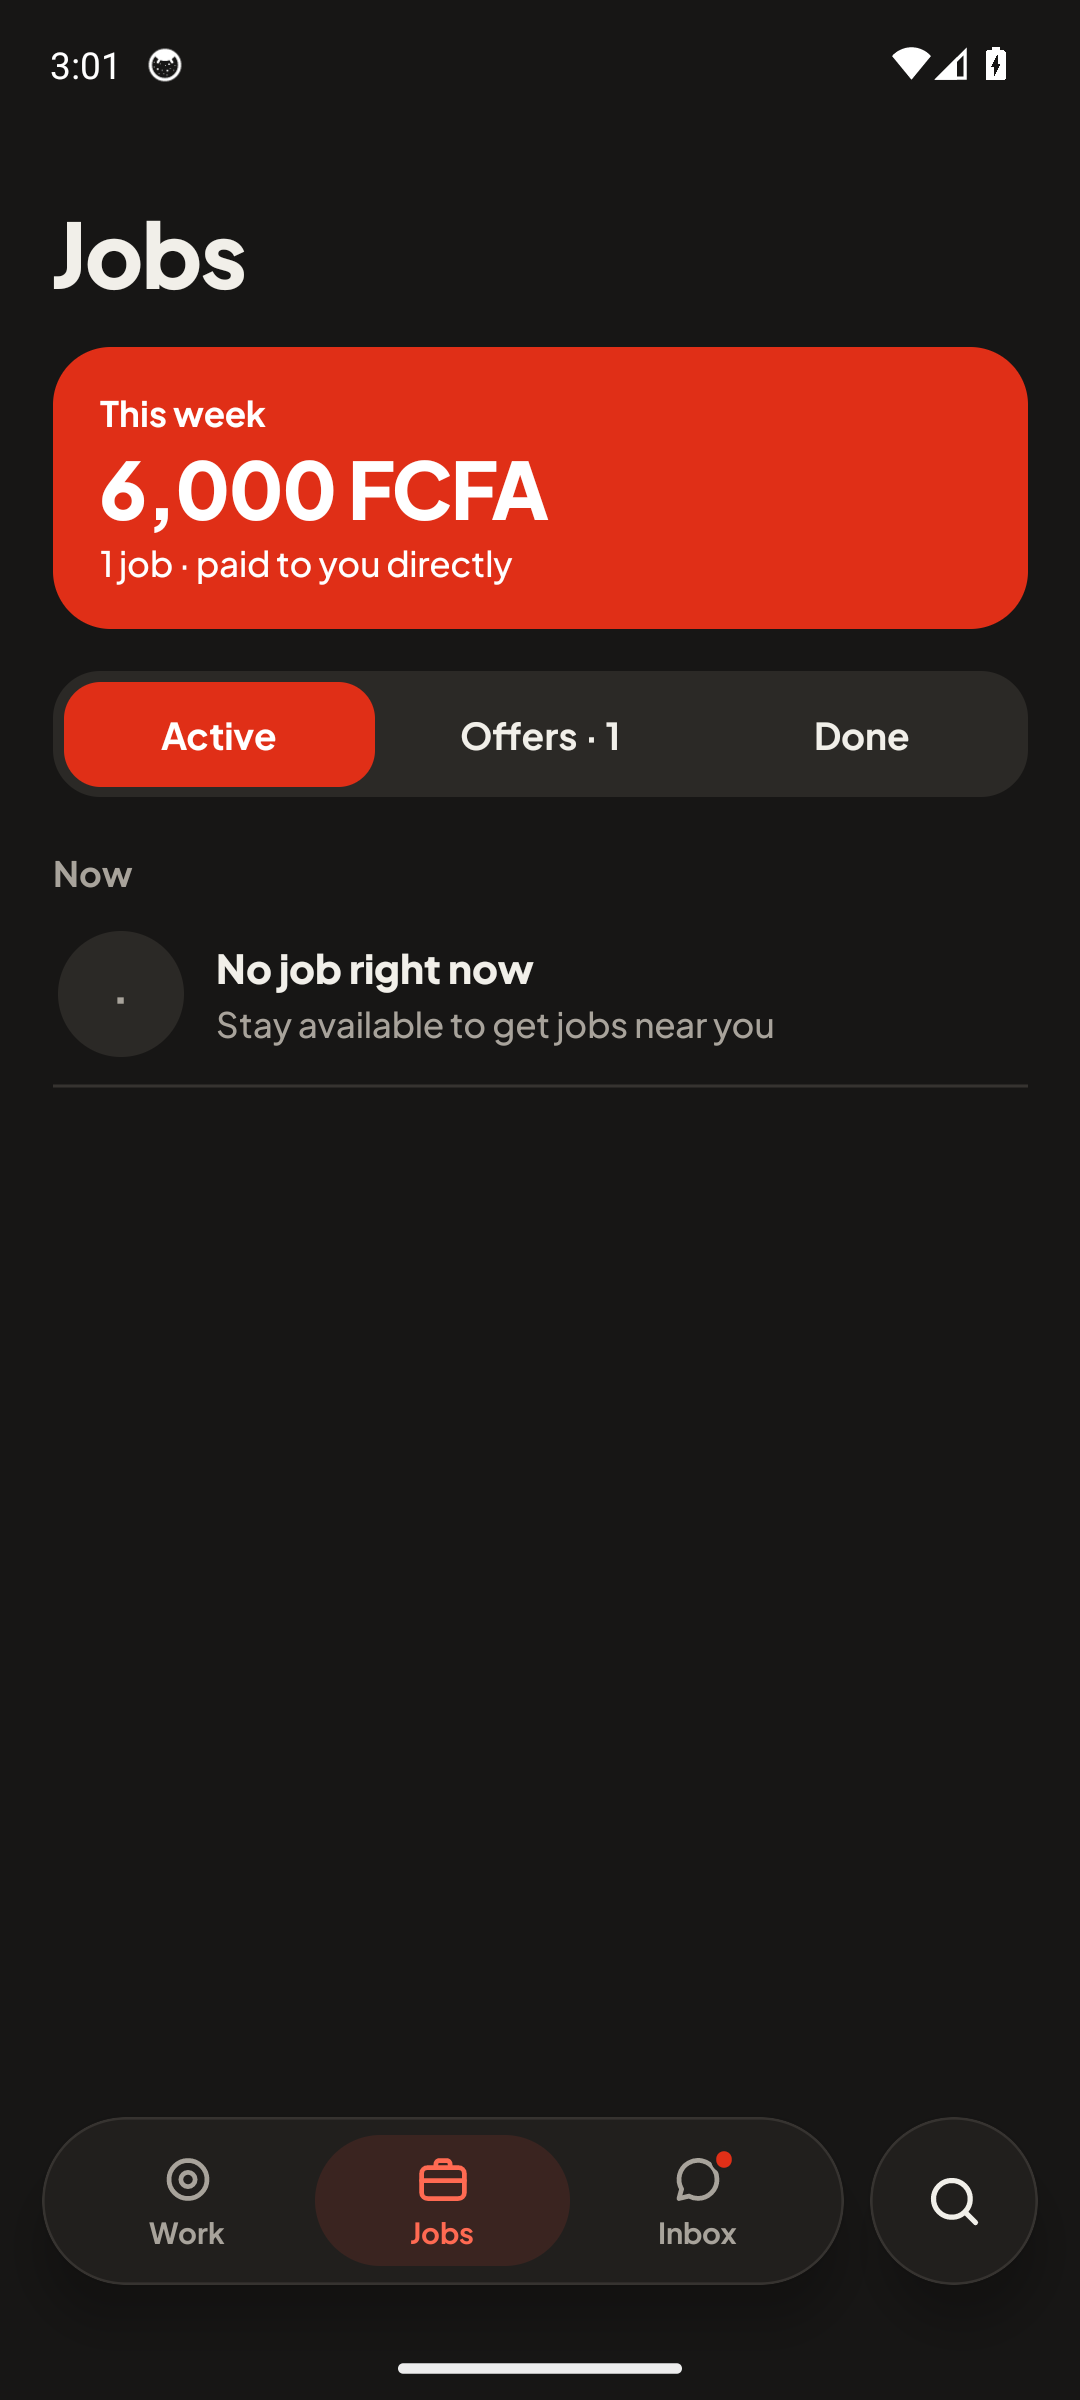 3:01
Jobs
This week
6,000 FCFA
1 job · paid to you directly
Active
Offers · 1
Done
Now
No job right now
Stay available to get jobs near you
Work
Jobs
Inbox